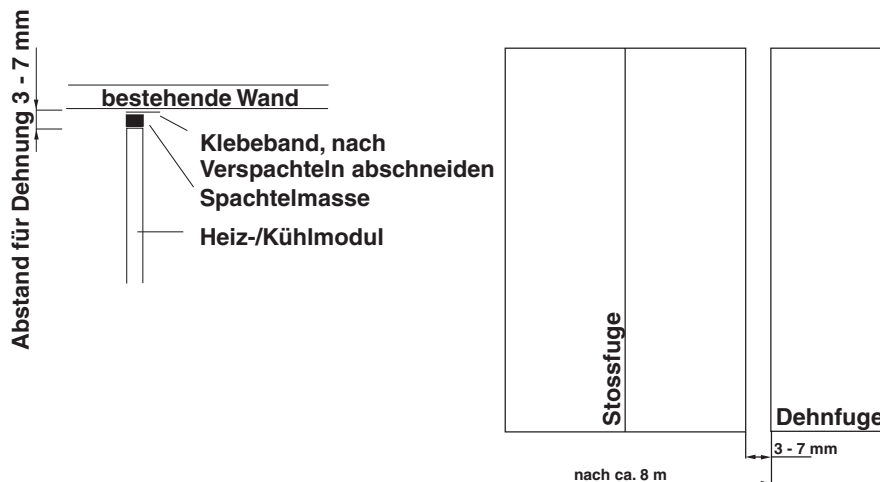 Abstand für Dehnung 3 - 7 mm
bestehende Wand
Klebeband, nach
Verspachteln abschneiden
Spachtelmasse
Heiz-/Kühlmodul
Stossfuge
Dehnfuge
3 - 7 mm
nach ca. 8 m